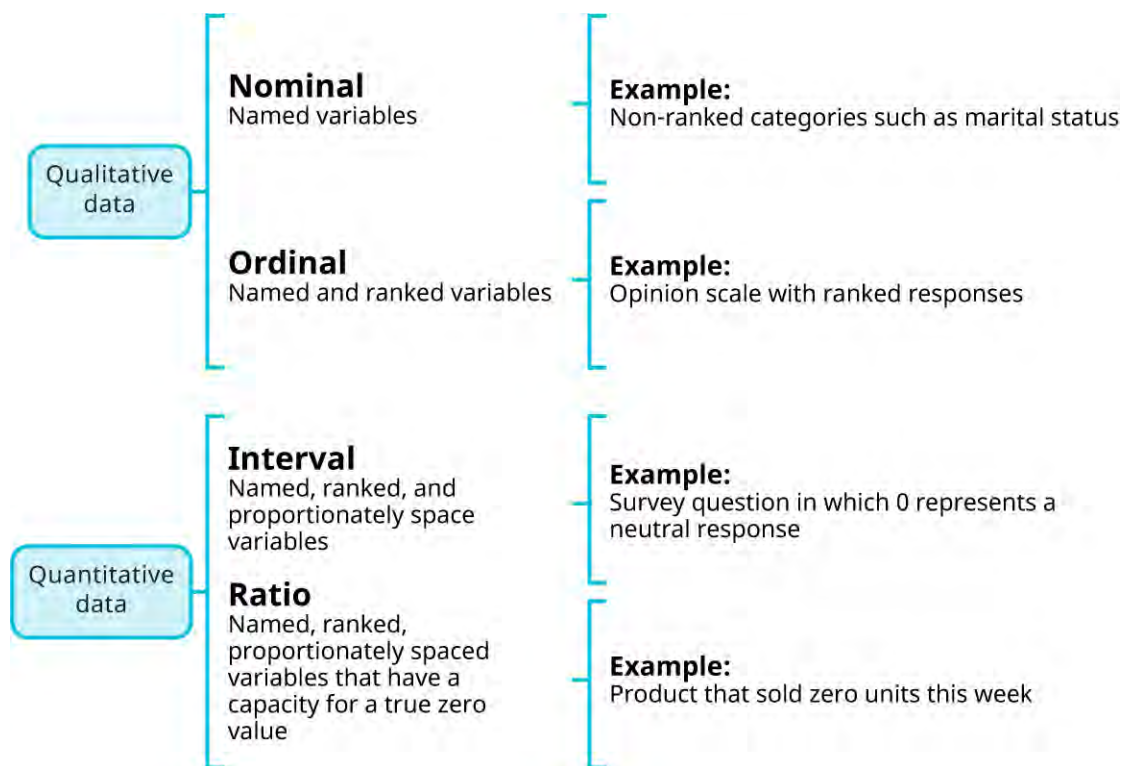 Qualitative
data
Nominal
Named variables
Example:
Non-ranked categories such as marital status
Ordinal
Named and ranked variables
Example:
Opinion scale with ranked responses
Quantitative
data
Interval
Named, ranked, and
proportionately space
variables
Example:
Survey question in which 0 represents a
neutral response
Ratio
Named, ranked,
proportionately spaced
variables that have a
capacity for a true zero
value
Example:
Product that sold zero units this week